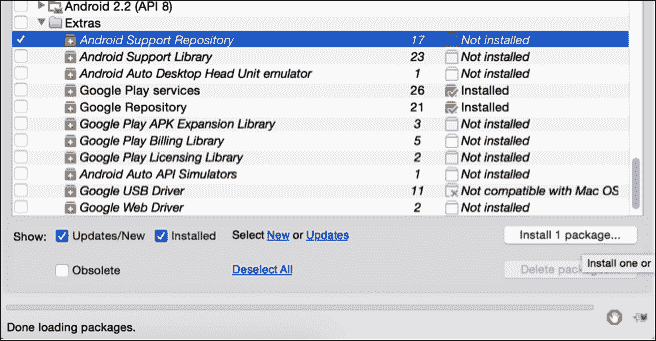 Android 2.2 (API 8)
Extras
Android Support Repository 17 Not installed
Android Support Library 23 Not installed
Android Auto Desktop Head Unit emulator 1 Not installed
Google Play services 26 Installed
Google Repository 21 Installed
Google Play APK Expansion Library 3 Not installed
Google Play Billing Library 5 Not installed
Google Play Licensing Library 2 Not installed
Android Auto API Simulators 1 Not installed
Google USB Driver 11 Not compatible with Mac OS
Google Web Driver 2 Not installed
Show: Updates/New Installed Select New or Updates Install 1 package...
Install one or
Obsolete Deselect All Delete
Done loading packages.